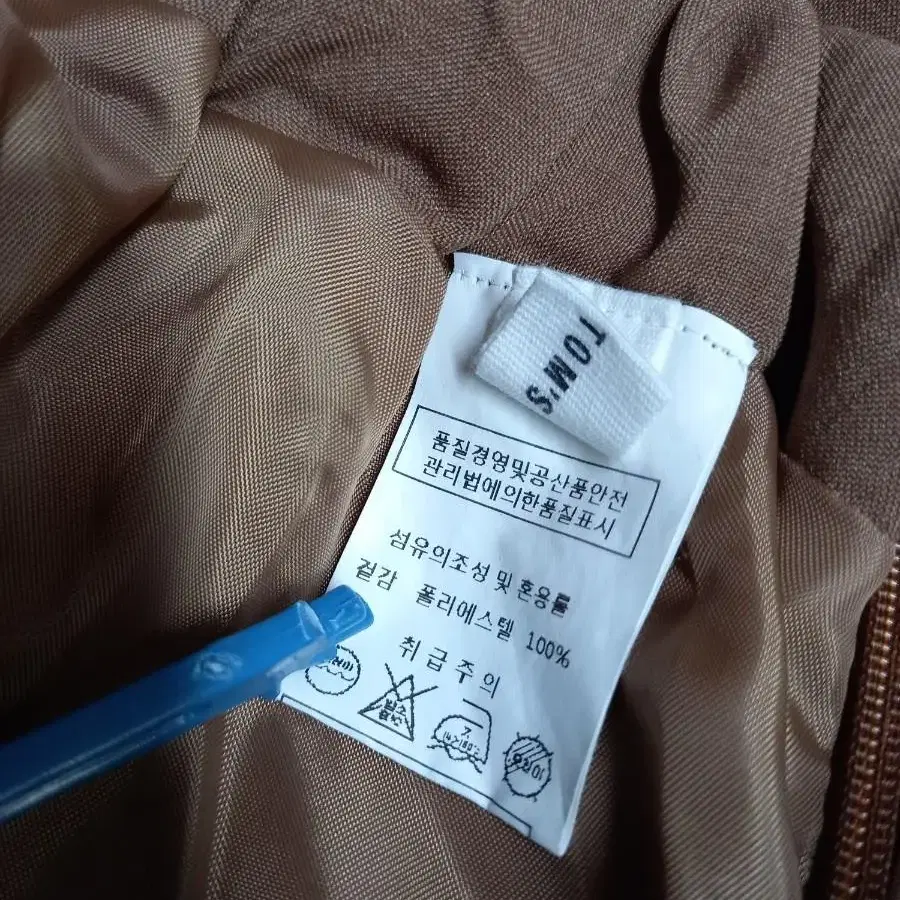 TOM'S
품질경영및공산품안전
관리법에의한품질표시
섬유의조성 및 혼용률
겉감 폴리에스텔 100%
취급주의